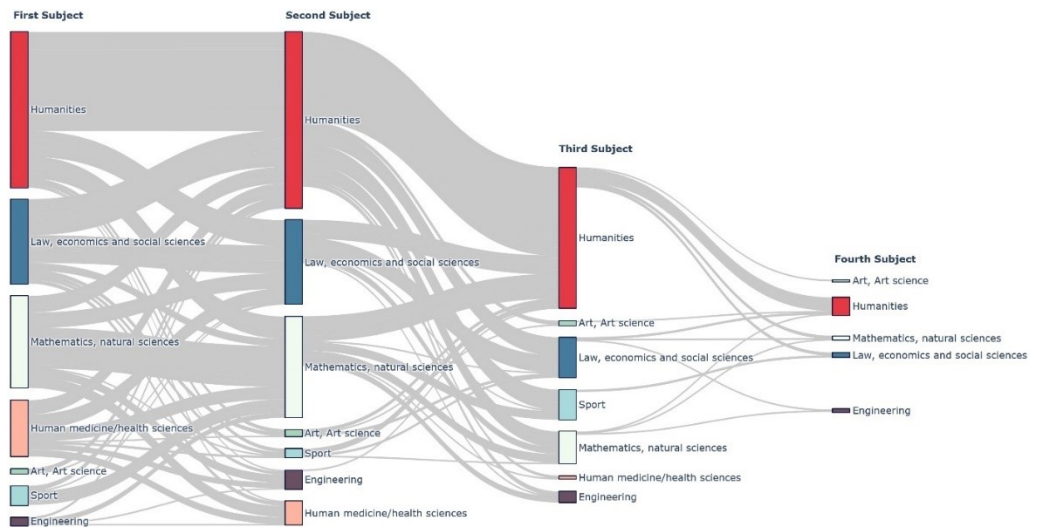 First Subject
Humanities
Law, economics and social sciences
Mathematics, natural sciences
Human medicine/health sciences
Art, Art science
Sport
Engineering
Second Subject
Humanities
Law, economics and social sciences
Mathematics, natural sciences
Art, Art science
Sport
Engineering
Human medicine/health sciences
Third Subject
Humanities
Art, Art science
Law, economics and social sciences
Sport
Mathematics, natural sciences
Human medicine/health sciences
Engineering
Fourth Subject
Art, Art science
Humanities
Mathematics, natural sciences
Law, economics and social sciences
Engineering